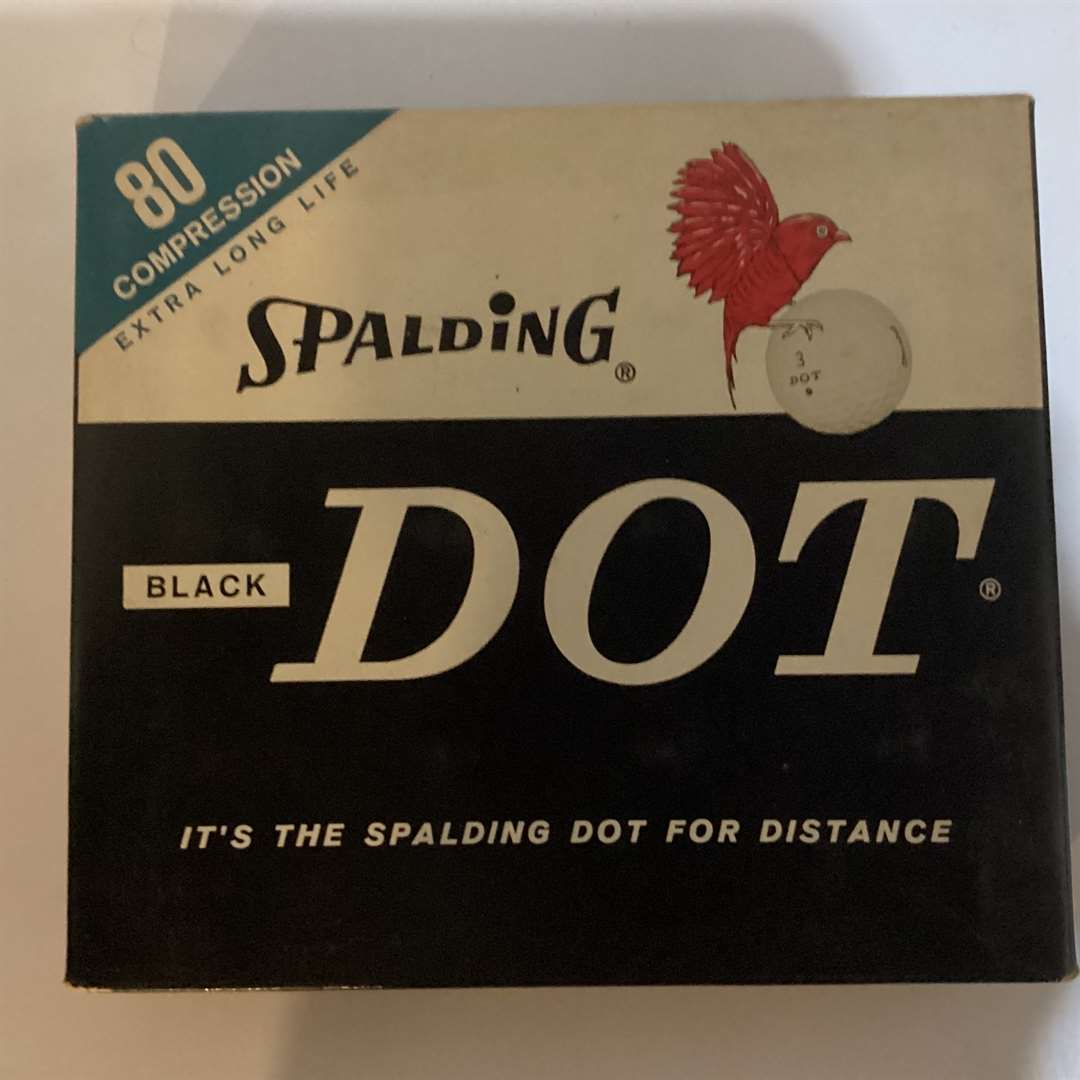 80
COMPRESSION
EXTRA LONG LIFE
SPALDiNG®
3
DOT
BLACK
DOT®
IT'S THE SPALDING DOT FOR DISTANCE